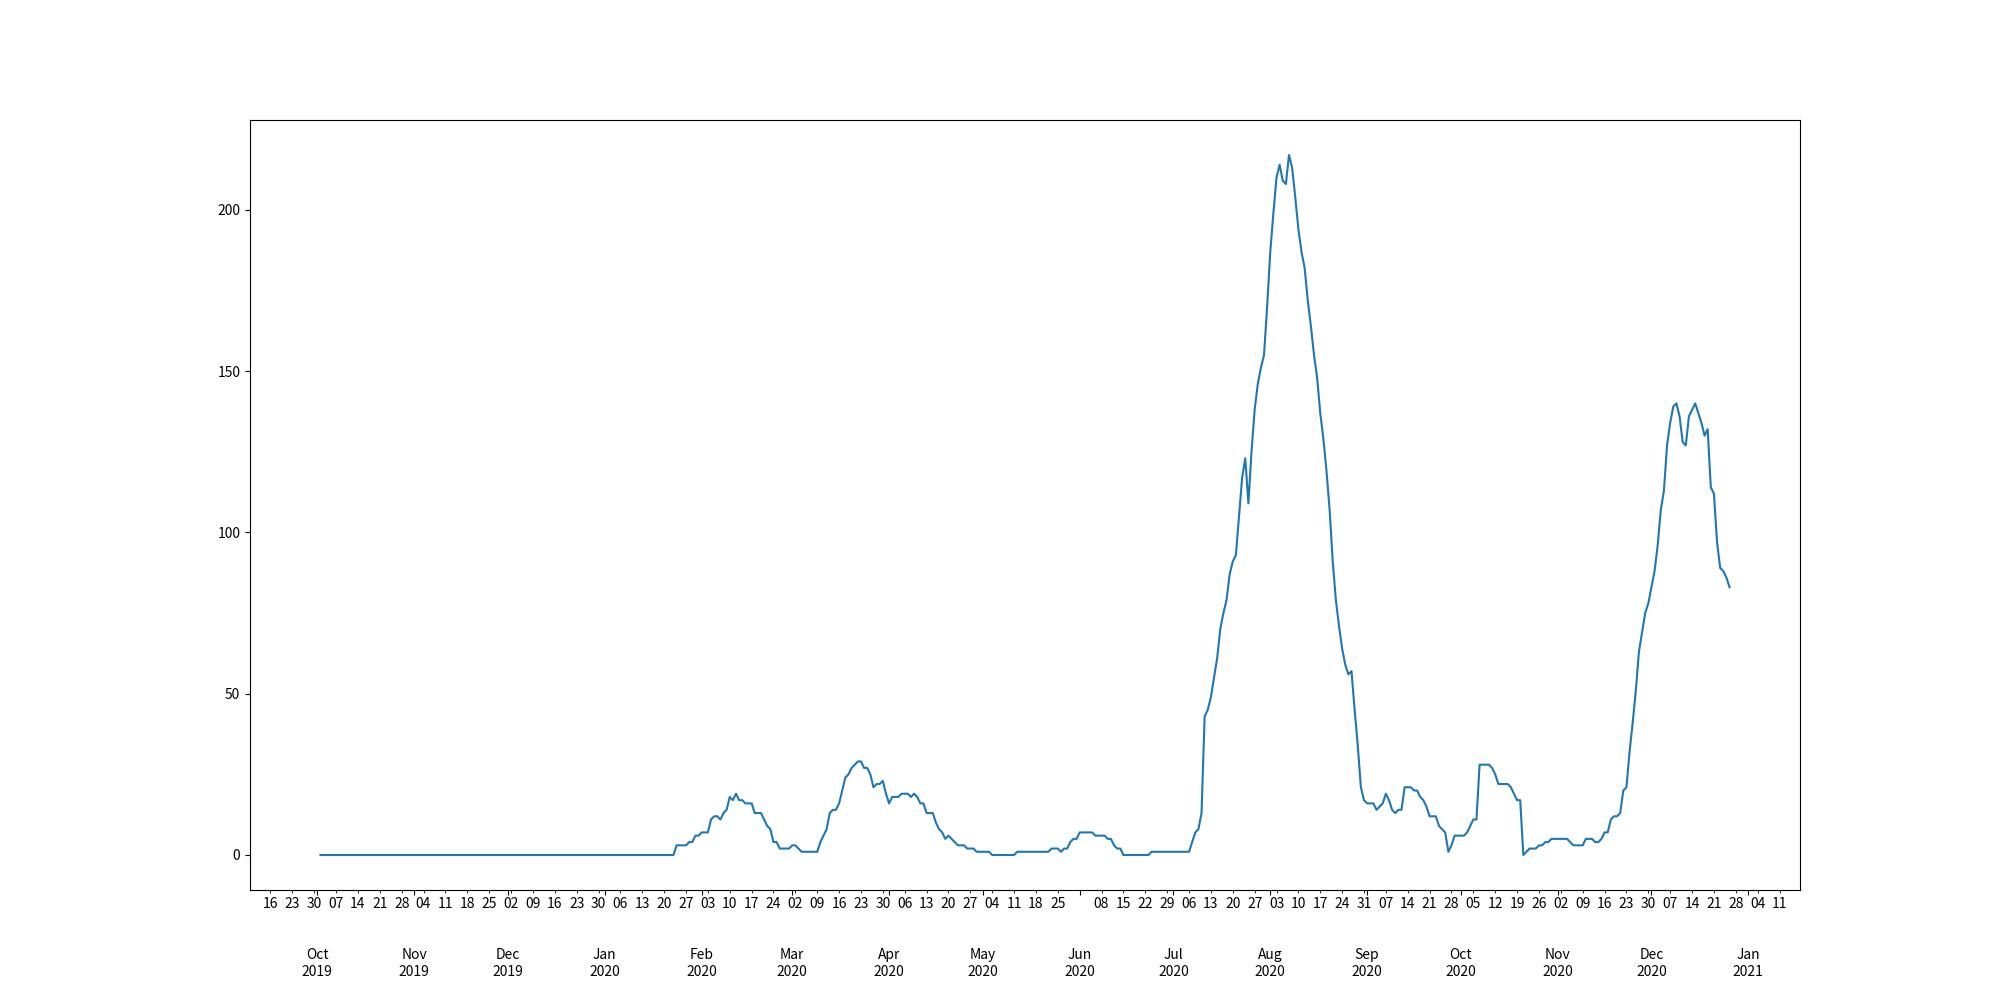 200
150
100
50
0
16 23 30 07 14 21 28 04 11 18 25 02 09 16 23 30 06 13 20 27 03 10 17 24 02 09 16 23 30 06 13 20 27 04 11 18 25 08 15 22 29 06 13 20 27 03 10 17 24 31 07 14 21 28 05 12 19 26 02 09 16 23 30 07 14 21 28 04 11
Oct Nov Dec Jan Feb Mar Apr May Jun Jul Aug Sep Oct Nov Dec Jan
2019 2019 2019 2020 2020 2020 2020 2020 2020 2020 2020 2020 2020 2020 2020 2021